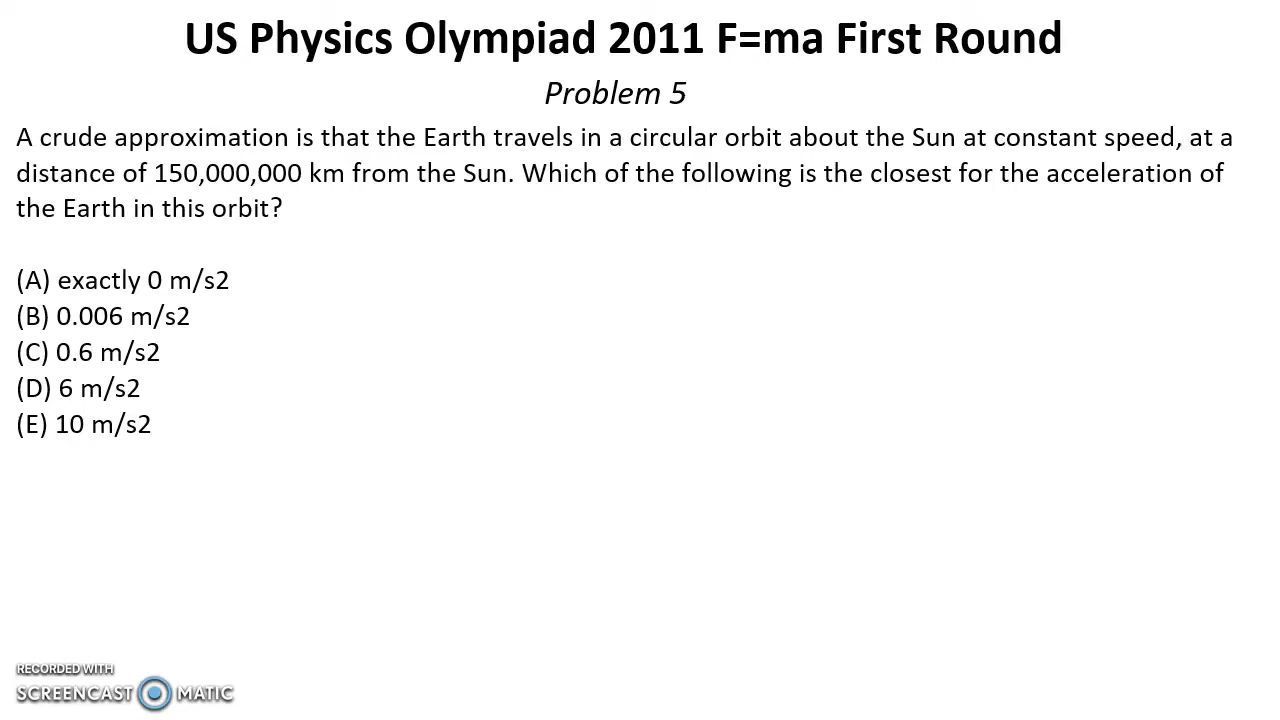 US Physics Olympiad 2011 F=ma First Round
Problem 5
A crude approximation is that the Earth travels in a circular orbit about the Sun at constant speed, at a
distance of 150,000,000 km from the Sun. Which of the following is the closest for the acceleration of
the Earth in this orbit?
(A) exactly 0 m/s2
(B) 0.006 m/s2
(C) 0.6 m/s2
(D) 6 m/s2
(E) 10 m/s2
RECORDED WITH
SCREENCAST MATIC